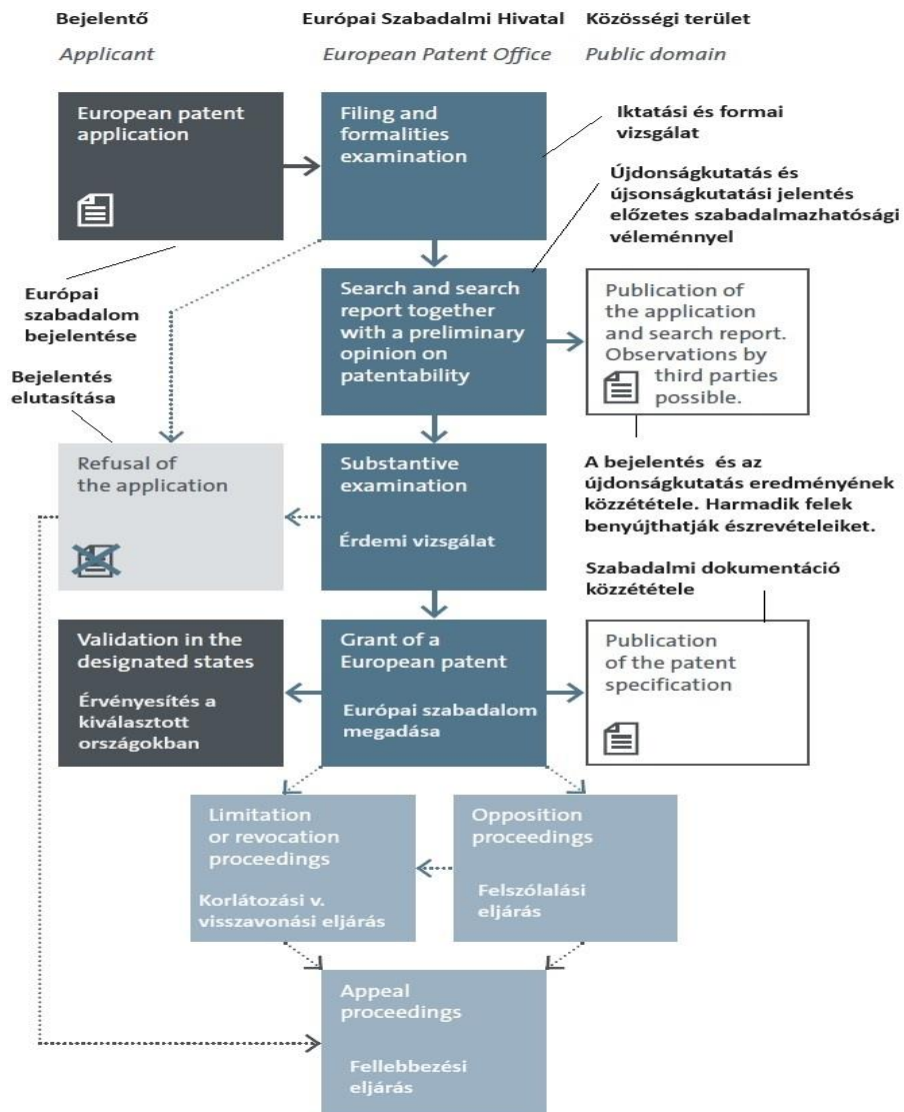 Bejelentő
Európai Szabadalmi Hivatal
Közösségi terület
Applicant
European Patent Office
Public domain
European patent
application
Filing and
formalities
examination
Iktatási és formai
vizsgálat
Újdonságkutatás és
újsonságkutatási jelentés
előzetes szabadalmazhatósági
véleménnyel
Európai
szabadalom
bejelentése
Search and search
report together
with a preliminary
opinion on
patentability
Publication of
the application
and search report.
Observations by
third parties
possible.
Bejelentés
elutasítása
Refusal of
the application
Substantive
examination
Érdemi vizsgálat
A bejelentés és az
újdonságkutatás eredményének
közzététele. Harmadik felek
benyújthatják észrevételeiket.
Szabadalmi dokumentáció
közzététele
Validation in the
designated states
Érvényesítés a
kiválasztott
országokban
Grant of a
European patent
Európai szabadalom
megadása
Publication
of the patent
specification
Limitation
or revocation
proceedings
Korlátozási v.
visszavonási eljárás
Opposition
proceedings
Felszólalási
eljárás
Appeal
proceedings
Fellebbezési
eljárás